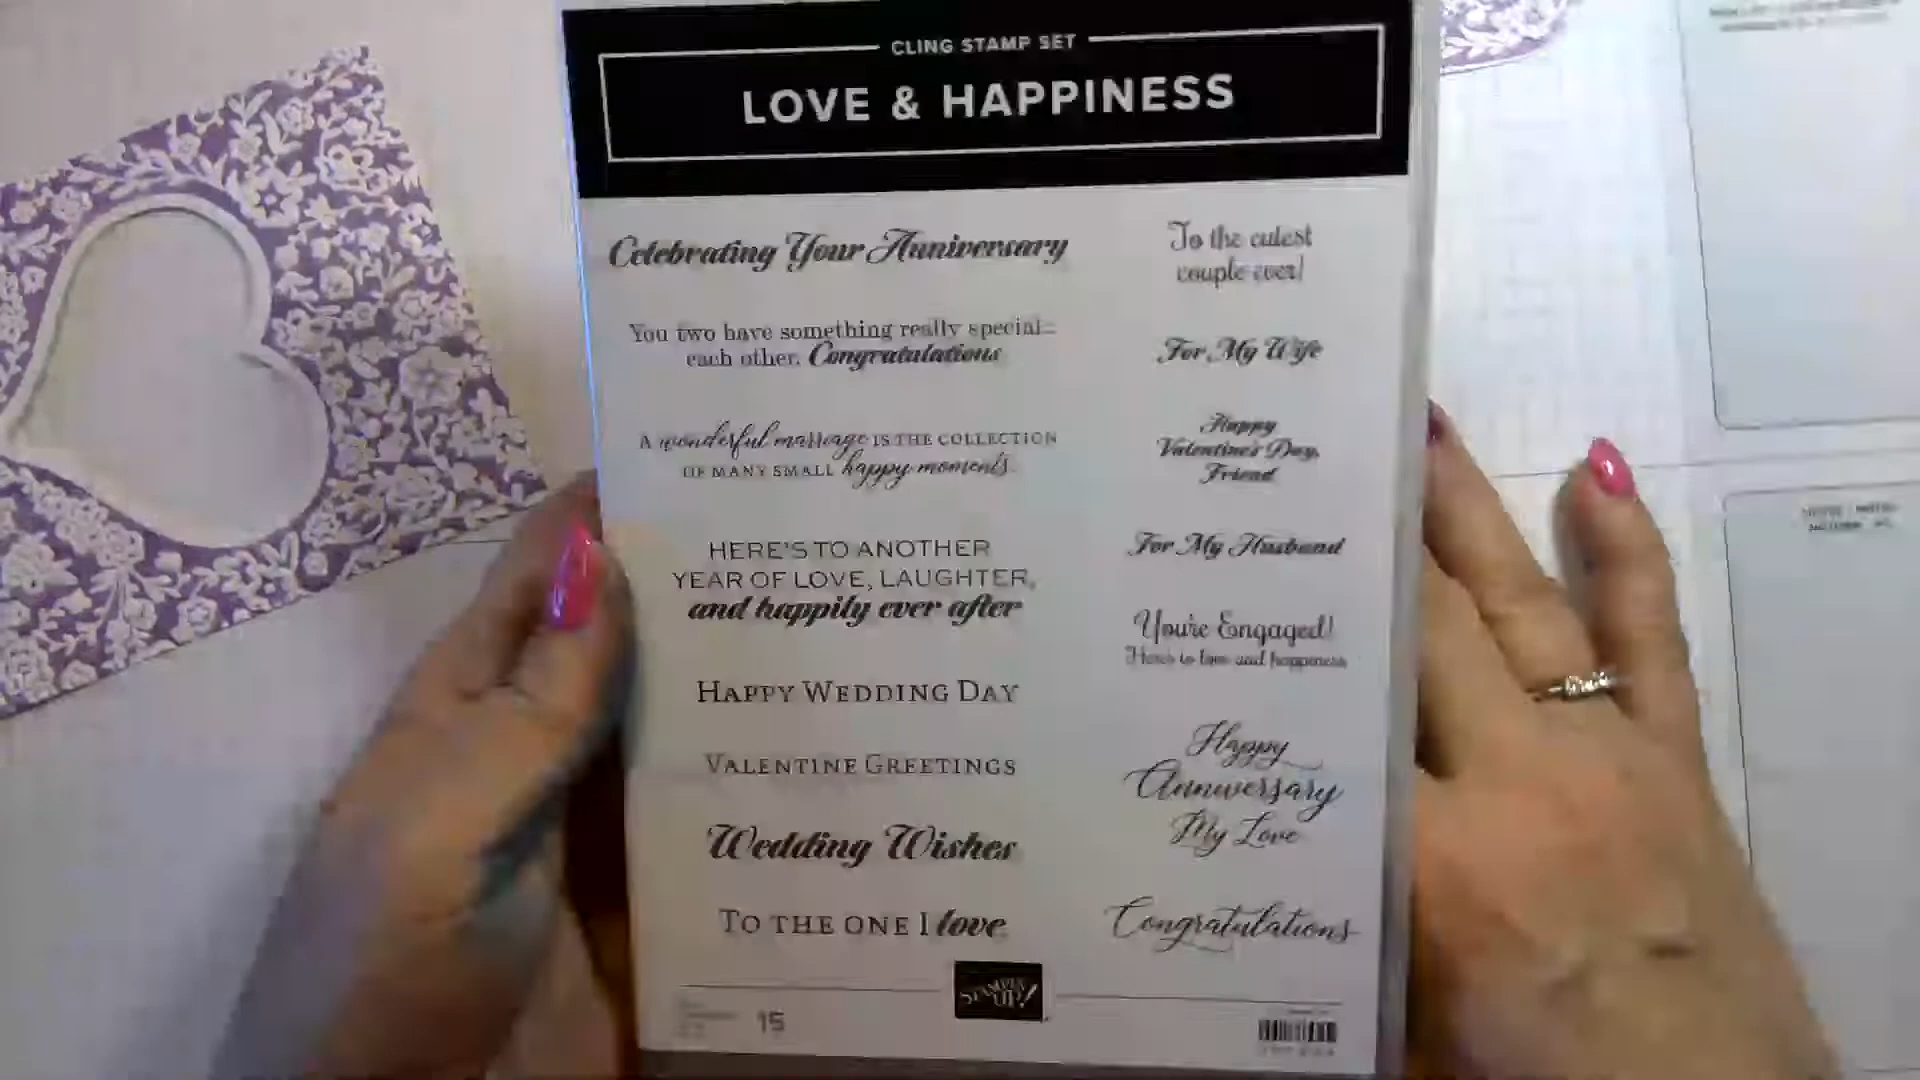 CLING STAMP SET
LOVE & HAPPINESS
Celebrating Your Anniversary
You two have something really special...
each other. Congratulations
A wonderful marriage IS THE COLLECTION
OF MANY SMALL happy moments.
HERE'S TO ANOTHER
YEAR OF LOVE, LAUGHTER,
and happily ever after
HAPPY WEDDING DAY
VALENTINE GREETINGS
Wedding Wishes
TO THE ONE I love
To the cutest
couple ever!
For My Wife
Happy
Valentine's Day,
Friend
For My Husband
You're Engaged!
Here's to love and happiness
Happy
Anniversary
My Love
Congratulations
15
STAMPIN' UP!